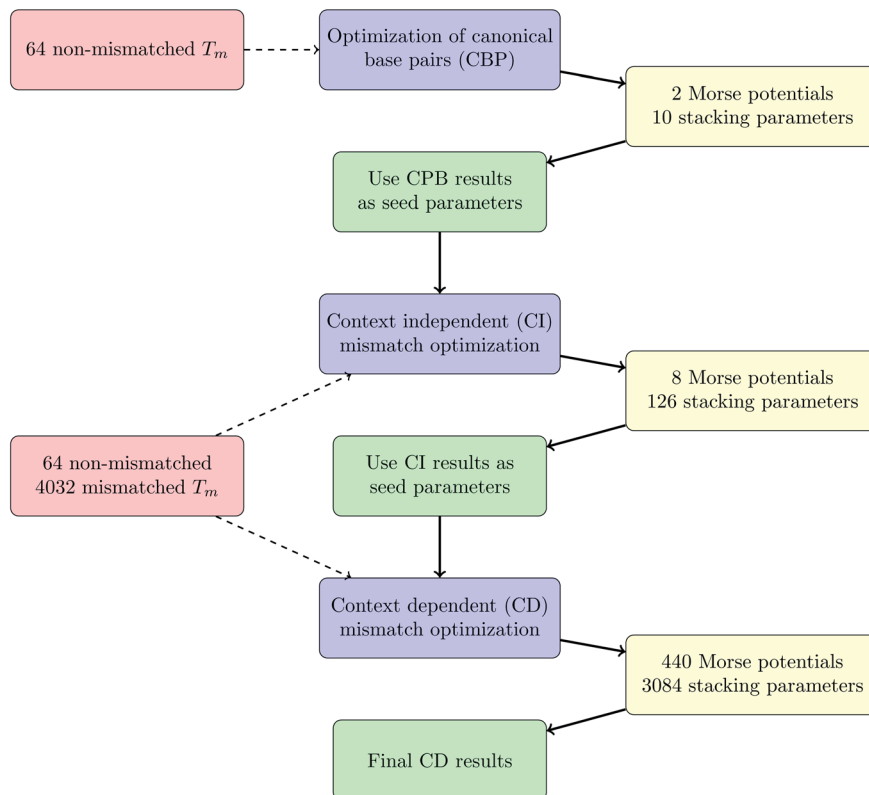 64 non-mismatched Tm
Optimization of canonical
base pairs (CBP)
2 Morse potentials
10 stacking parameters
Use CPB results
as seed parameters
Context independent (CI)
mismatch optimization
8 Morse potentials
126 stacking parameters
64 non-mismatched
4032 mismatched Tm
Use CI results as
seed parameters
Context dependent (CD)
mismatch optimization
440 Morse potentials
3084 stacking parameters
Final CD results